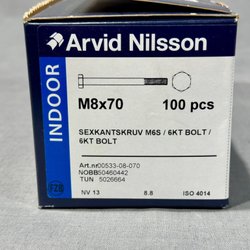 Arvid Nilsson
INDOOR
M8x70 100 pcs
SEXKANTSKRUV M6S / 6KT BOLT /
6KT BOLT
Art.nr 00533-08-070
NOBB 50460442
TUN 5026664
FZB
NV 13 8.8 ISO 4014